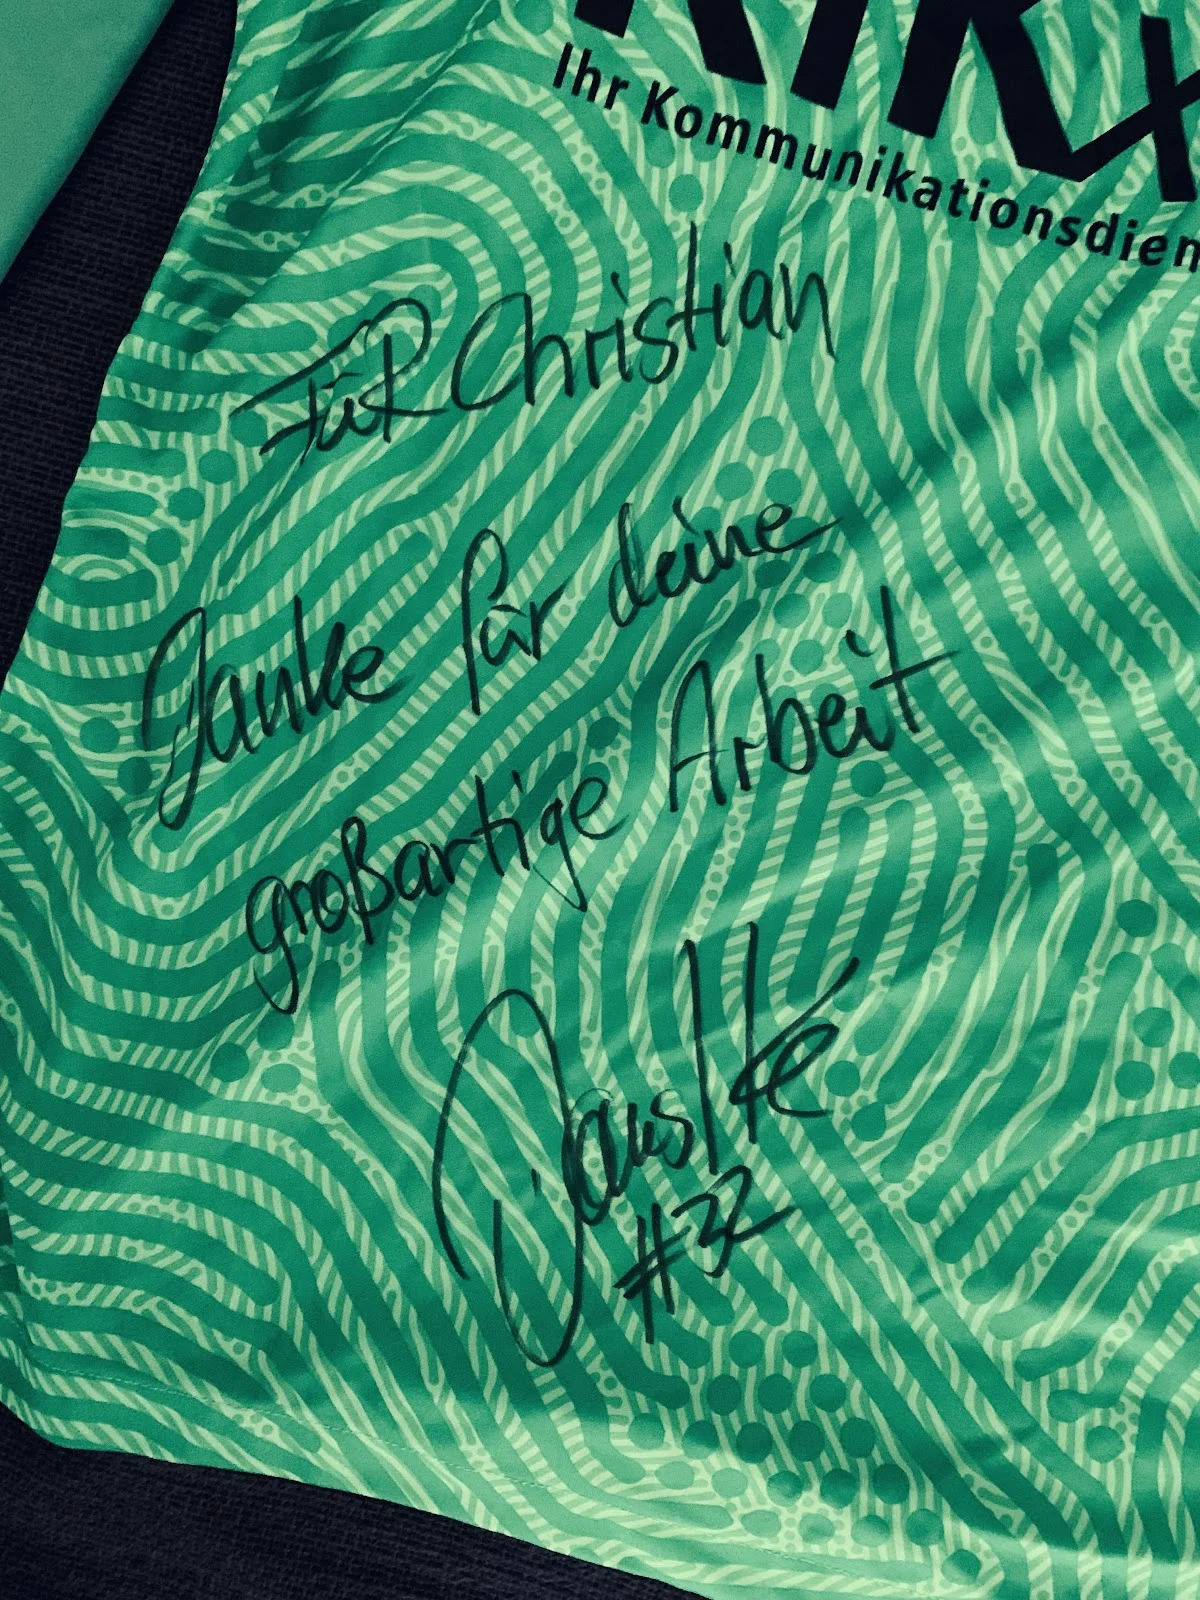 Ihr Kommunikationsdien
Für Christian
Danke für deine
großartige Arbeit
#32